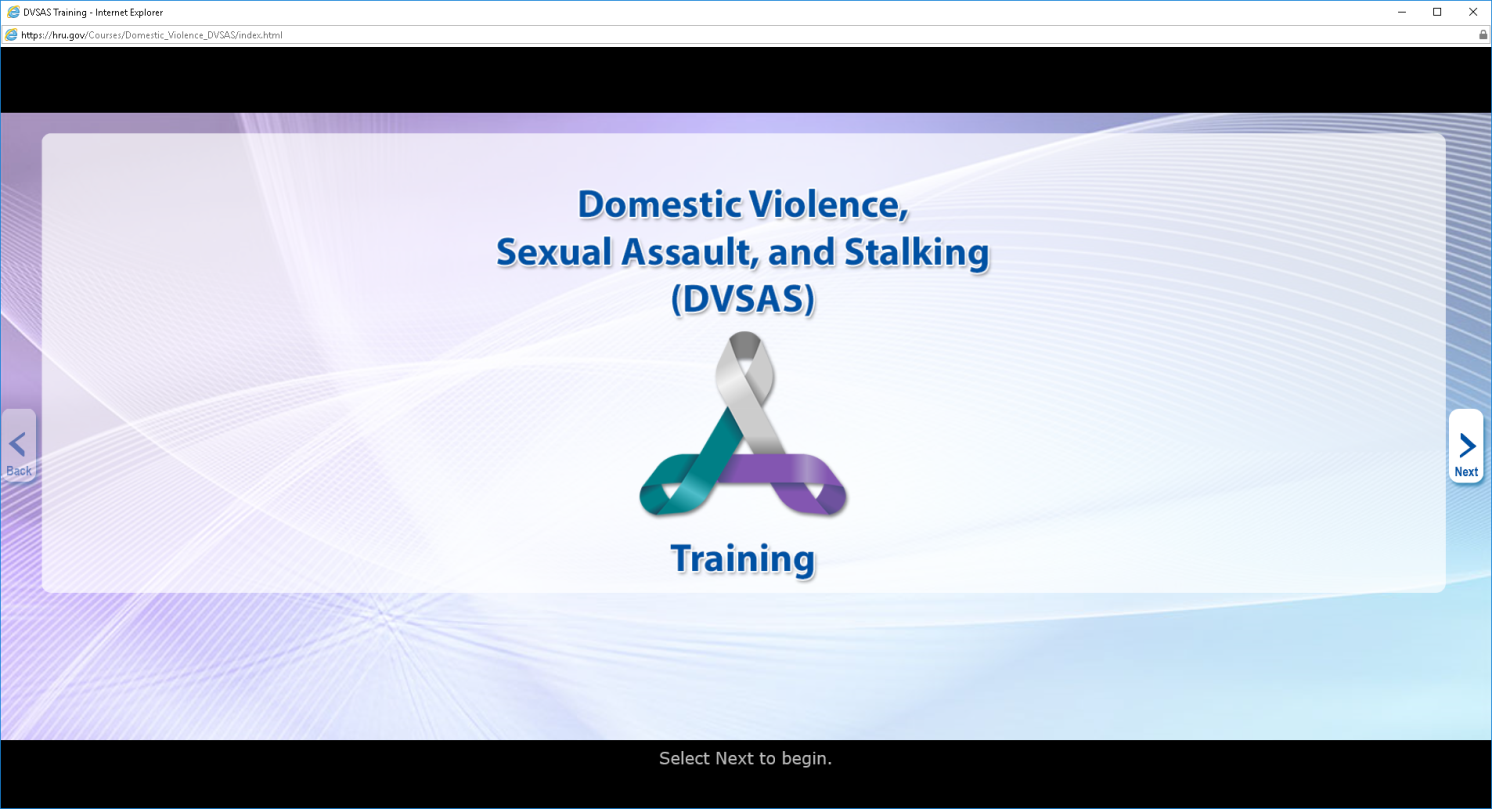 DVSAS Training - Internet Explorer
https://hru.gov/Courses/Domestic_Violence_DVSAS/index.html
Domestic Violence,
Sexual Assault, and Stalking
(DVSAS)
Back
Next
Training
Select Next to begin.